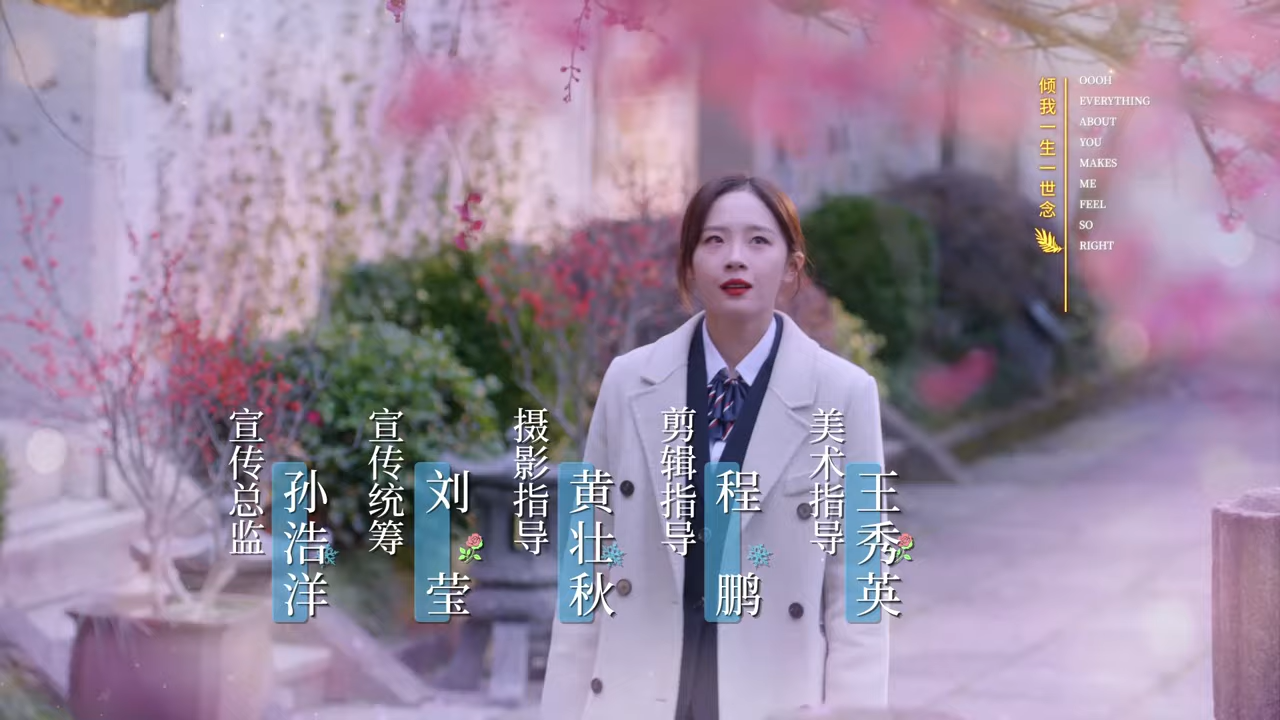 倾我一生一世念
OOOH
EVERYTHING
ABOUT
YOU
MAKES
ME
FEEL
SO
RIGHT
宣传总监
孙浩洋
宣传统筹
刘莹
摄影指导
黄壮秋
剪辑指导
程鹏
美术指导
王秀英